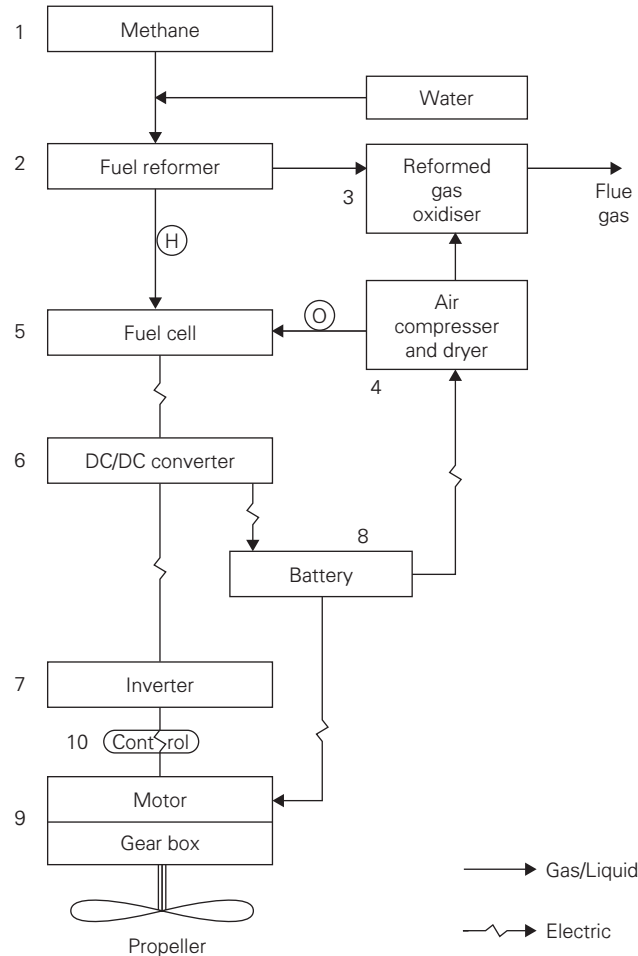 1
Methane
Water
2
Fuel reformer
3
Reformed
gas
oxidiser
Flue
gas
H
5
Fuel cell
O
Air
compresser
and dryer
4
6
DC/DC converter
8
Battery
7
Inverter
10
Control
9
Motor
Gear box
Propeller
Gas/Liquid
Electric